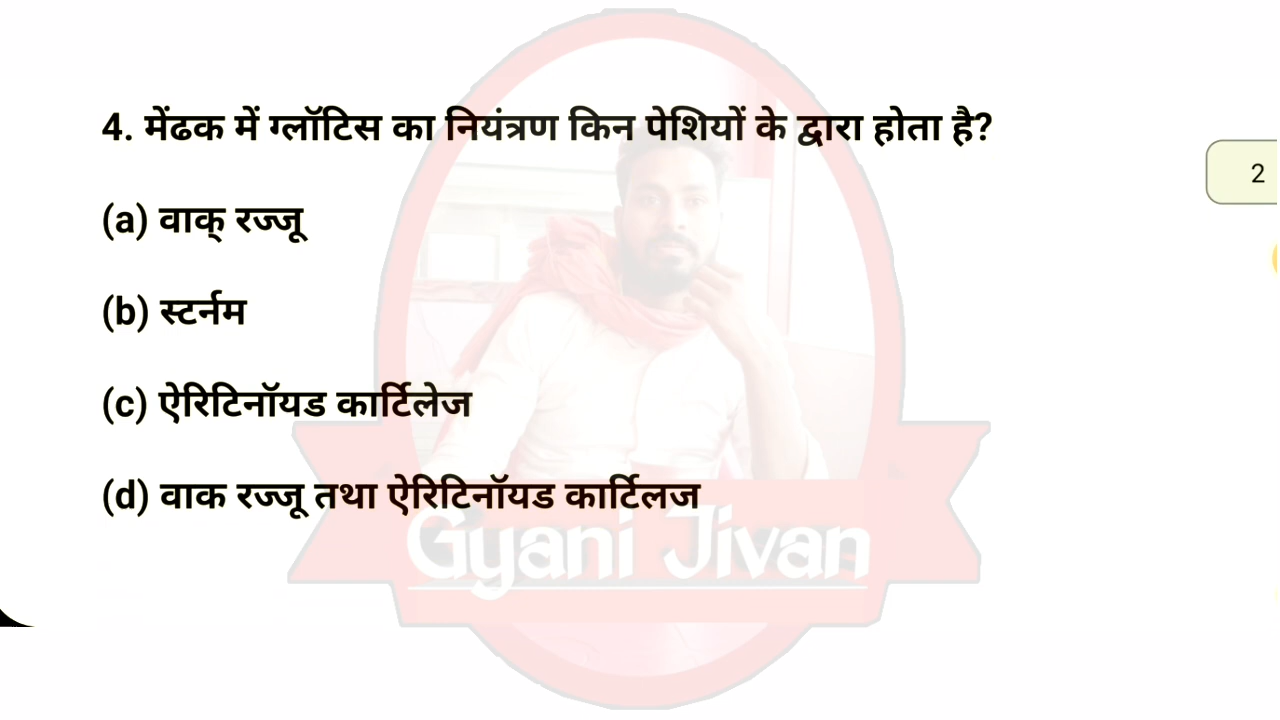 4. मेंढक में ग्लॉटिस का नियंत्रण किन पेशियों के द्वारा होता है?
2
(a) वाक् रज्जू
(b) स्टर्नम
(c) ऐरिटिनॉयड कार्टिलेज
(d) वाक रज्जू तथा ऐरिटिनॉयड कार्टिलज
Gyani Jivan